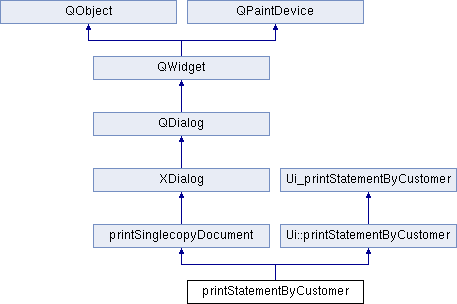 QObject
QPaintDevice
QWidget
QDialog
XDialog
Ui_printStatementByCustomer
printSinglecopyDocument
Ui::printStatementByCustomer
printStatementByCustomer